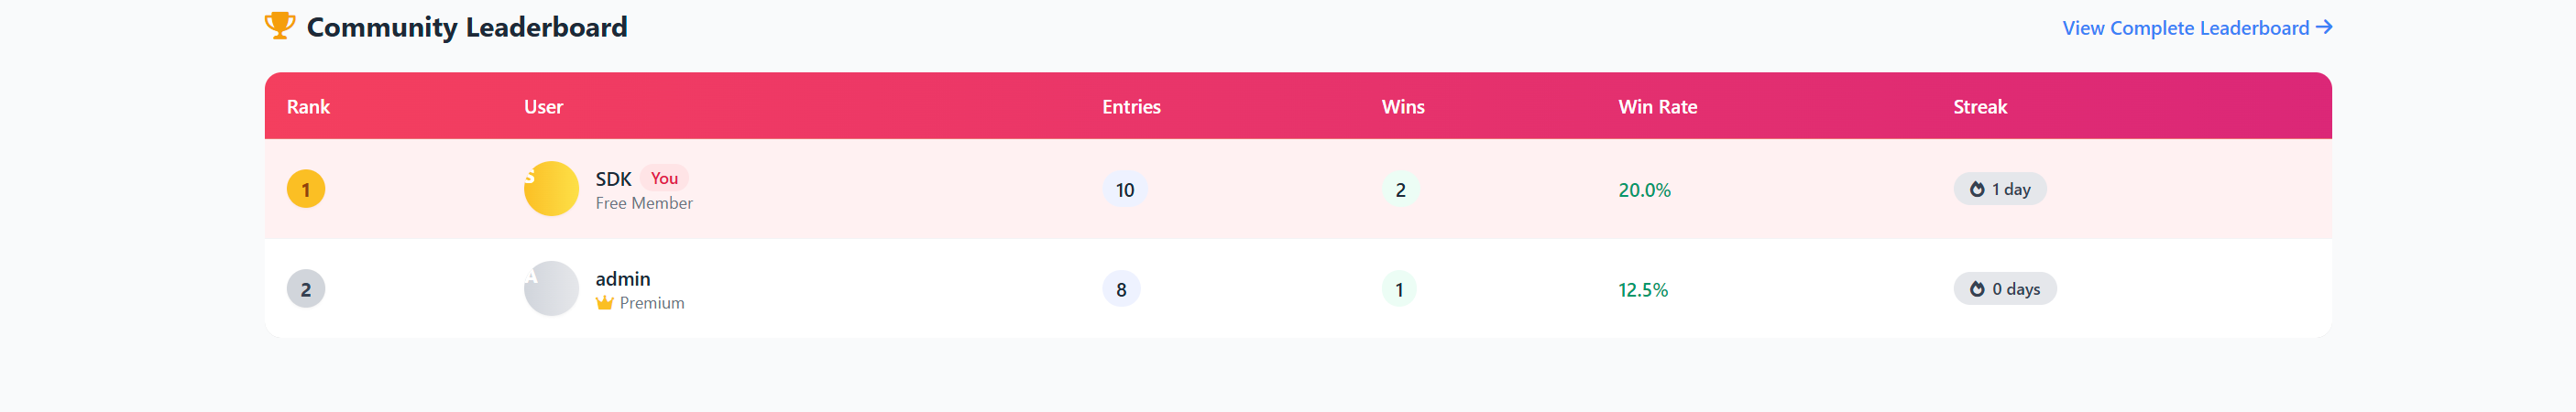 Community Leaderboard
View Complete Leaderboard
Rank User Entries Wins Win Rate Streak
1 S SDK You 10 2 20.0% 1 day
Free Member
2 A admin 8 1 12.5% 0 days
Premium